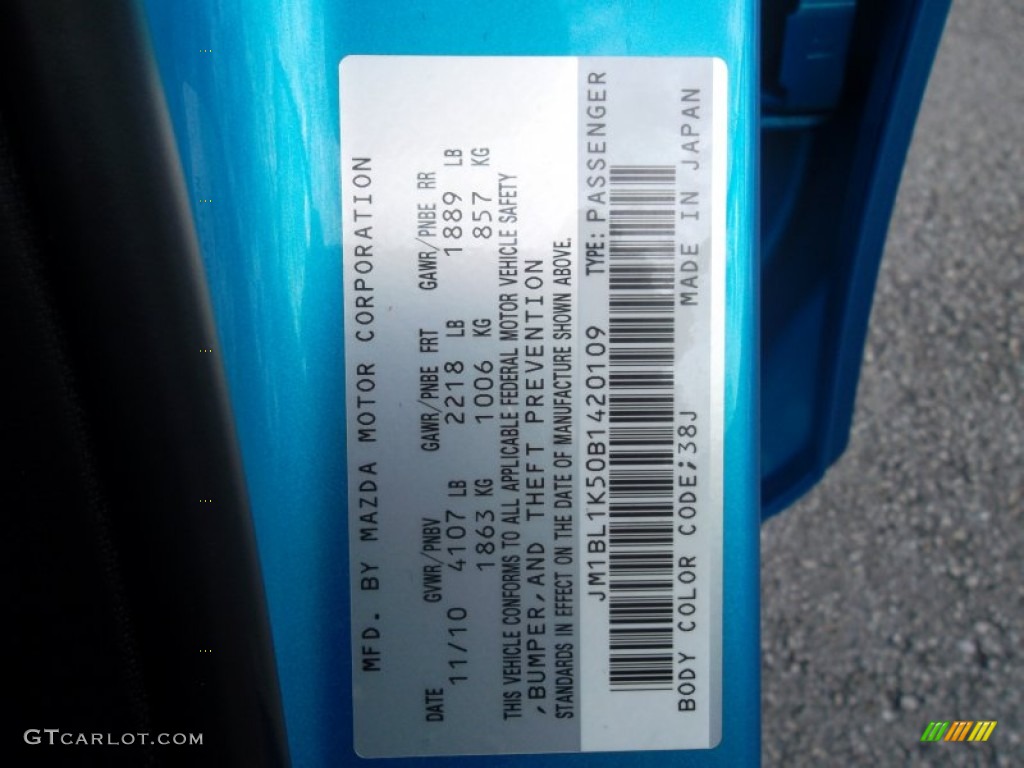 MFD. BY MAZDA MOTOR CORPORATION
DATE GVWR/PNBV GAWR/PNBE FRT GAWR/PNBE RR
11/10 4107 LB 2218 LB 1889 LB
1863 KG 1006 KG 857 KG
THIS VEHICLE CONFORMS TO ALL APPLICABLE FEDERAL MOTOR VEHICLE SAFETY
,BUMPER,AND THEFT PREVENTION
STANDARDS IN EFFECT ON THE DATE OF MANUFACTURE SHOWN ABOVE.
JM1BL1K50B1420109 TYPE: PASSENGER
BODY COLOR CODE;38J MADE IN JAPAN
GTCARLOT.COM